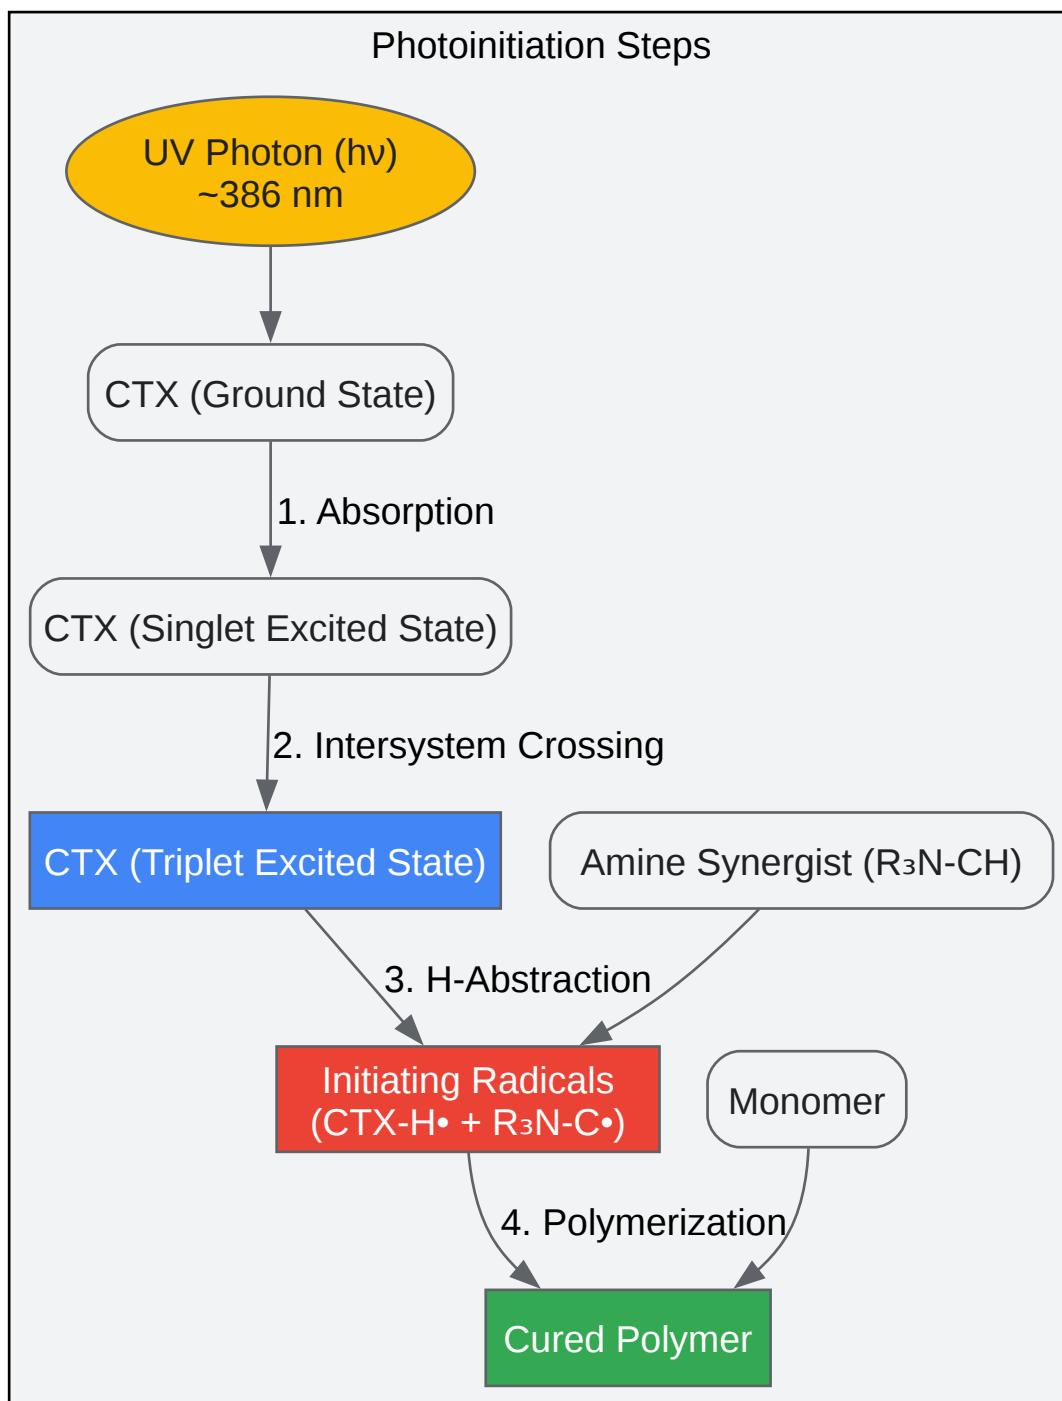 Photoinitiation Steps
UV Photon (hν)
~386 nm
CTX (Ground State)
1. Absorption
CTX (Singlet Excited State)
2. Intersystem Crossing
CTX (Triplet Excited State)
Amine Synergist (R₃N-CH)
3. H-Abstraction
Initiating Radicals
(CTX-H• + R₃N-C•)
Monomer
4. Polymerization
Cured Polymer